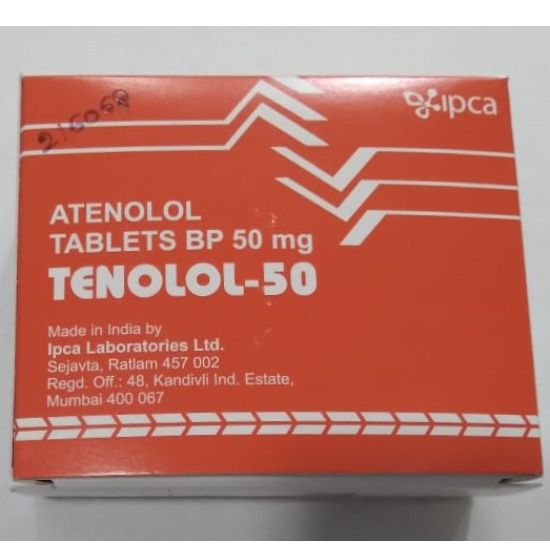 216068
ipca
ATENOLOL
TABLETS BP 50 mg
TENOLOL-50
Made in India by
Ipca Laboratories Ltd.
Sejavta, Ratlam 457 002
Regd. Off.: 48, Kandivli Ind. Estate,
Mumbai 400 067